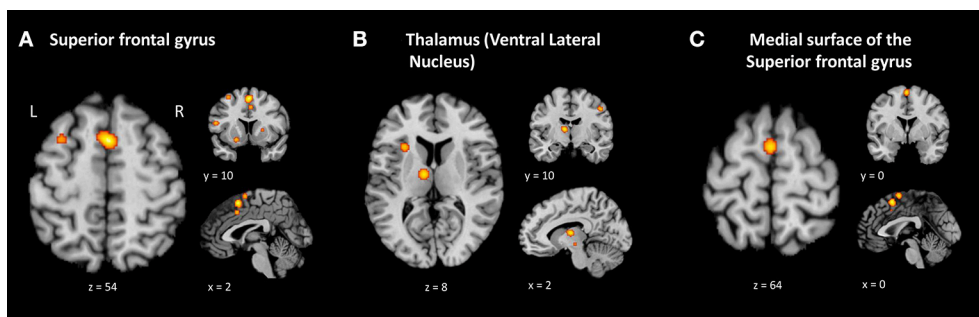 A Superior frontal gyrus
L
R
y = 10
z = 54
x = 2
B Thalamus (Ventral Lateral
Nucleus)
y = 10
z = 8
x = 2
C Medial surface of the
Superior frontal gyrus
y = 0
z = 64
x = 0